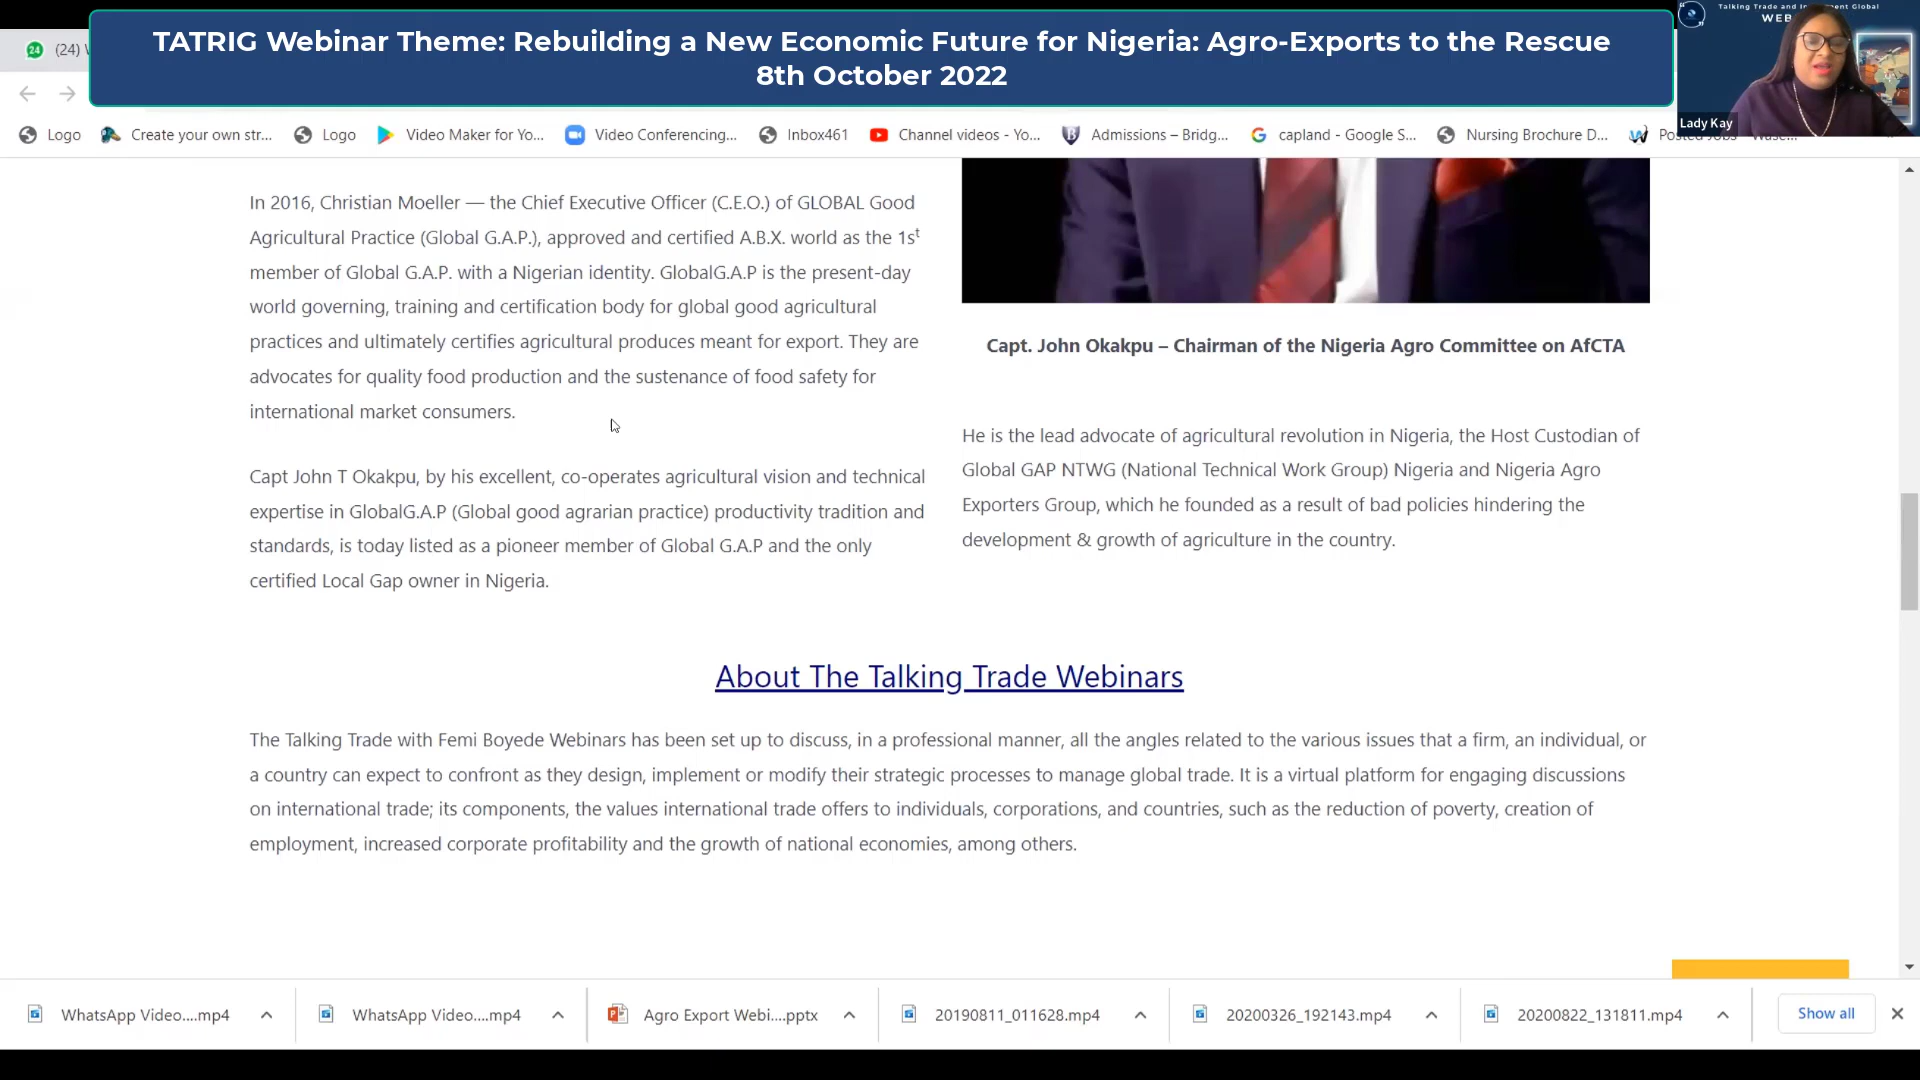 TATRIG Webinar Theme: Rebuilding a New Economic Future for Nigeria: Agro-Exports to the Rescue
8th October 2022
Talking Trade and Investment Global
WEB
Lady Kay
(24)
Logo
Create your own str...
Logo
Video Maker for Yo...
Video Conferencing...
Inbox461
Channel videos - Yo...
Admissions – Bridg...
capland - Google S...
Nursing Brochure D...
Posted Jobs
In 2016, Christian Moeller — the Chief Executive Officer (C.E.O.) of GLOBAL Good
Agricultural Practice (Global G.A.P.), approved and certified A.B.X. world as the 1st
member of Global G.A.P. with a Nigerian identity. GlobalG.A.P is the present-day
world governing, training and certification body for global good agricultural
practices and ultimately certifies agricultural produces meant for export. They are
advocates for quality food production and the sustenance of food safety for
international market consumers.
Capt John T Okakpu, by his excellent, co-operates agricultural vision and technical
expertise in GlobalG.A.P (Global good agrarian practice) productivity tradition and
standards, is today listed as a pioneer member of Global G.A.P and the only
certified Local Gap owner in Nigeria.
Capt. John Okakpu – Chairman of the Nigeria Agro Committee on AfCTA
He is the lead advocate of agricultural revolution in Nigeria, the Host Custodian of
Global GAP NTWG (National Technical Work Group) Nigeria and Nigeria Agro
Exporters Group, which he founded as a result of bad policies hindering the
development & growth of agriculture in the country.
About The Talking Trade Webinars
The Talking Trade with Femi Boyede Webinars has been set up to discuss, in a professional manner, all the angles related to the various issues that a firm, an individual, or
a country can expect to confront as they design, implement or modify their strategic processes to manage global trade. It is a virtual platform for engaging discussions
on international trade; its components, the values international trade offers to individuals, corporations, and countries, such as the reduction of poverty, creation of
employment, increased corporate profitability and the growth of national economies, among others.
WhatsApp Video....mp4
WhatsApp Video....mp4
Agro Export Webi....pptx
20190811_011628.mp4
20200326_192143.mp4
20200822_131811.mp4
Show all